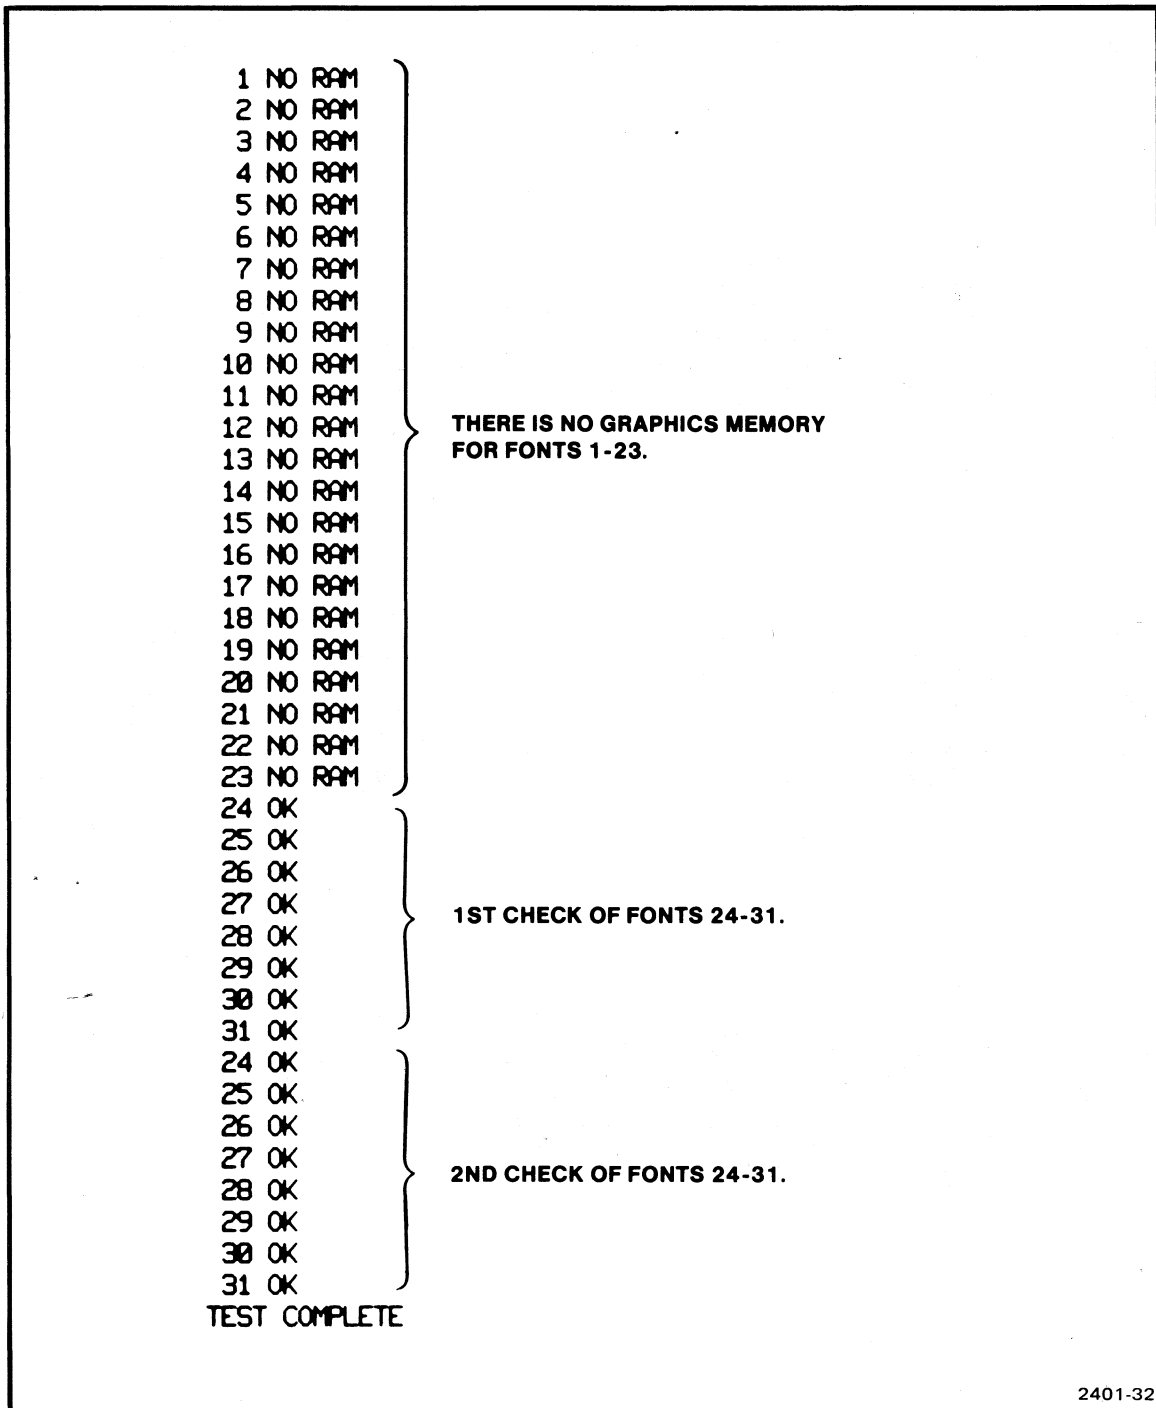 1 NO RAM
2 NO RAM
3 NO RAM
4 NO RAM
5 NO RAM
6 NO RAM
7 NO RAM
8 NO RAM
9 NO RAM
10 NO RAM
11 NO RAM
12 NO RAM
13 NO RAM
14 NO RAM
15 NO RAM
16 NO RAM
17 NO RAM
18 NO RAM
19 NO RAM
20 NO RAM
21 NO RAM
22 NO RAM
23 NO RAM
THERE IS NO GRAPHICS MEMORY
FOR FONTS 1-23.
24 OK
25 OK
26 OK
27 OK
28 OK
29 OK
30 OK
31 OK
1ST CHECK OF FONTS 24-31.
24 OK
25 OK
26 OK
27 OK
28 OK
29 OK
30 OK
31 OK
2ND CHECK OF FONTS 24-31.
TEST COMPLETE
2401-32